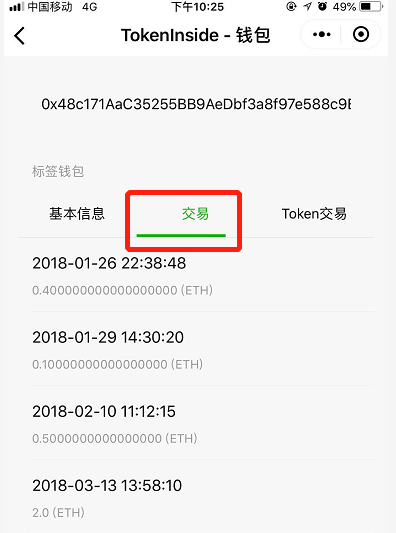 中国移动 4G 下午10:25 49%
TokenInside - 钱包
0x48c171AaC35255BB9AeDbf3a8f97e588c9E
标签钱包
基本信息 交易 Token交易
2018-01-26 22:38:48
0.400000000000000000 (ETH)
2018-01-29 14:30:20
0.10000000000000000 (ETH)
2018-02-10 11:12:15
0.5000000000000000 (ETH)
2018-03-13 13:58:10
2.0 (ETH)